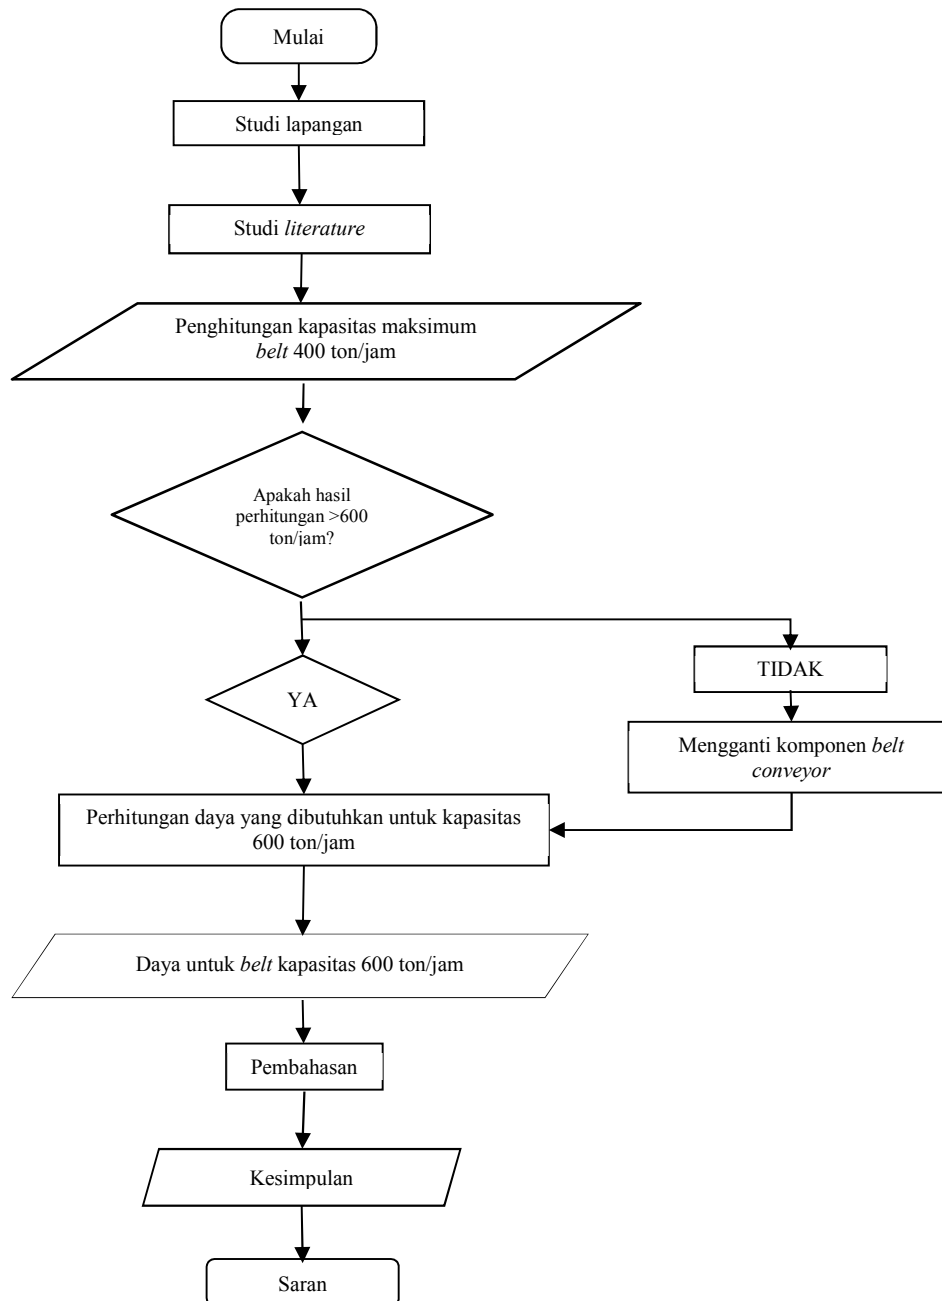 Mulai
Studi lapangan
Studi literature
Penghitungan kapasitas maksimum
belt 400 ton/jam
Apakah hasil
perhitungan >600
ton/jam?
YA
TIDAK
Mengganti komponen belt
conveyor
Perhitungan daya yang dibutuhkan untuk kapasitas
600 ton/jam
Daya untuk belt kapasitas 600 ton/jam
Pembahasan
Kesimpulan
Saran